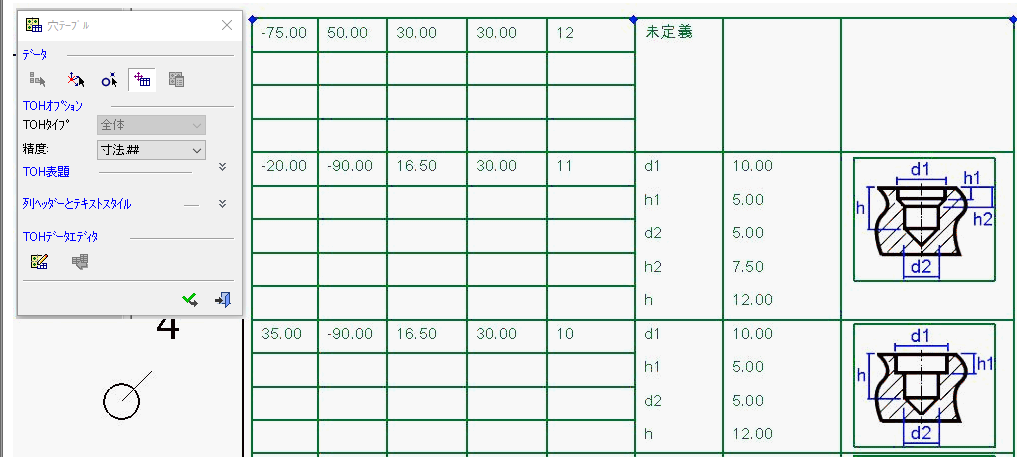 穴ﾃｰﾌﾞﾙ
ﾃﾞｰﾀ
TOHｵﾌﾟｼｮﾝ
TOHﾀｲﾌﾟ 全体
精度: 寸法.##
TOH表題
列ﾍｯﾀﾞｰとﾃｷｽﾄｽﾀｲﾙ
TOHﾃﾞｰﾀｴﾃﾞｨﾀ
4
-75.00 50.00 30.00 30.00 12 未定義
-20.00 -90.00 16.50 30.00 11 d1 10.00
h1 5.00
d2 5.00
h2 7.50
h 12.00
d1
h1
h
h2
d2
35.00 -90.00 16.50 30.00 10 d1 10.00
h1 5.00
d2 5.00
h 12.00
d1
h
h1
d2